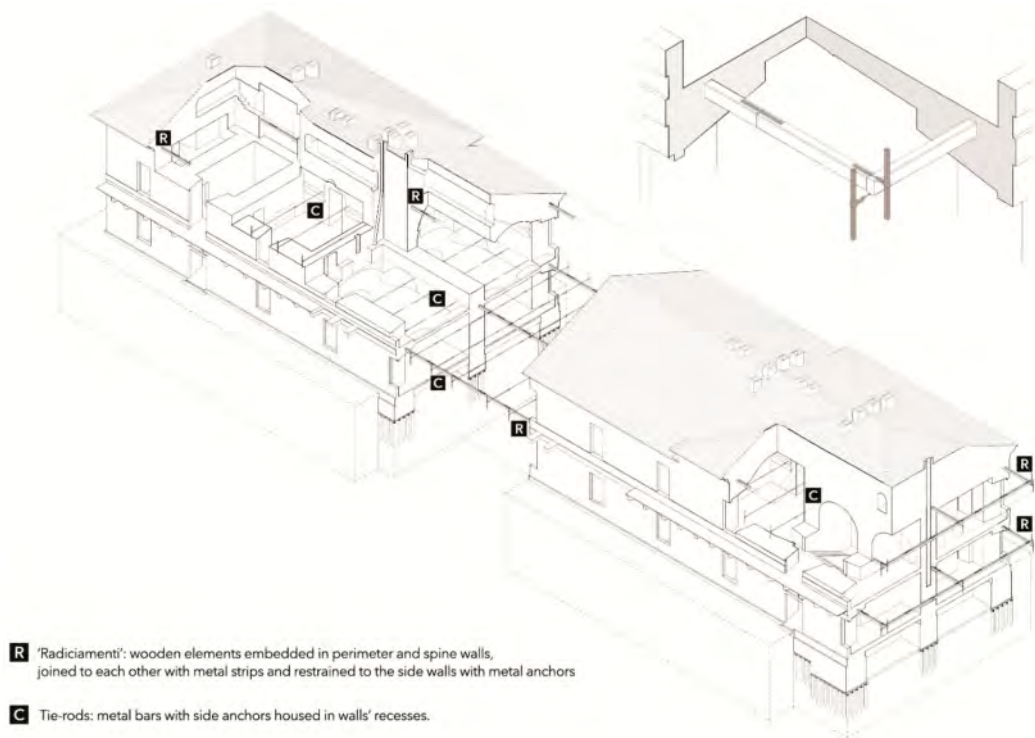 R
R
C
C
C
R
C
R
R
R 'Radiciamenti': wooden elements embedded in perimeter and spine walls,
joined to each other with metal strips and restrained to the side walls with metal anchors
C Tie-rods: metal bars with side anchors housed in walls' recesses.